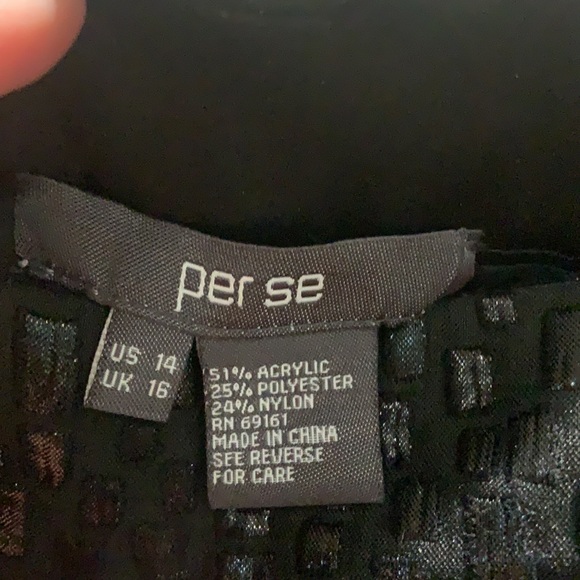 per se
US 14
UK 16
51% ACRYLIC
25% POLYESTER
24% NYLON
RN 69161
MADE IN CHINA
SEE REVERSE
FOR CARE